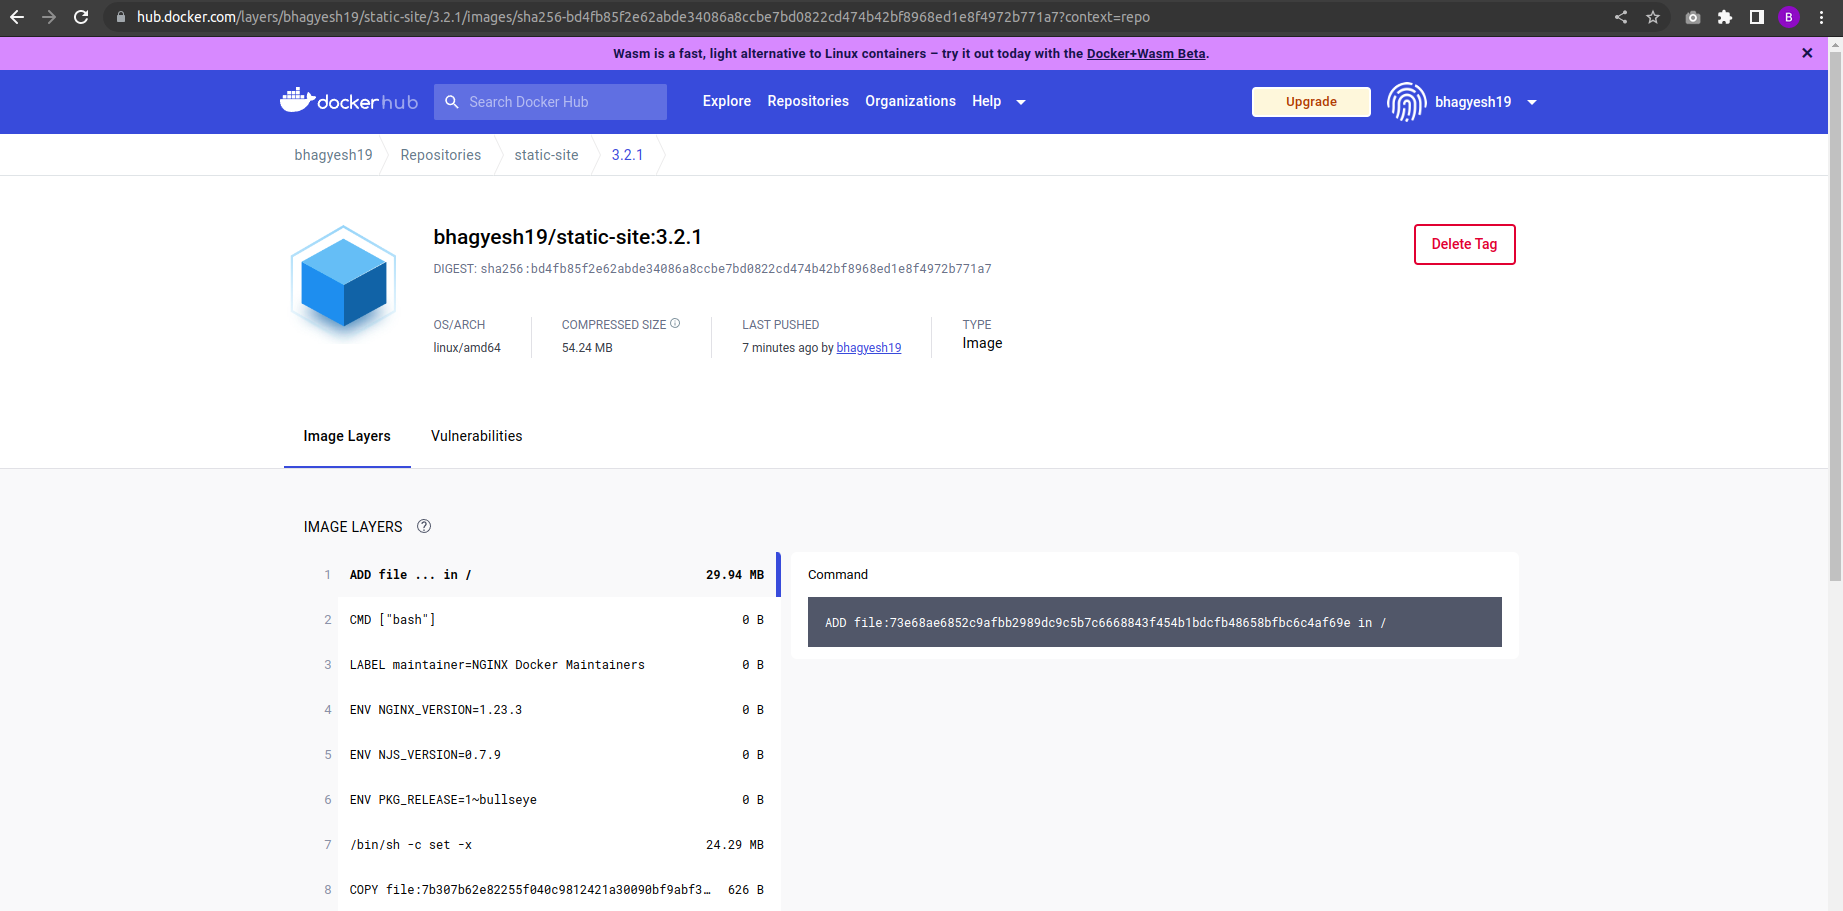 hub.docker.com/layers/bhagyesh19/static-site/3.2.1/images/sha256-bd4fb85f2e62abde34086a8ccbe7bd0822cd474b42bf8968ed1e8f4972b771a7?context=repo
B
Wasm is a fast, light alternative to Linux containers – try it out today with the Docker+Wasm Beta.
dockerhub
Search Docker Hub
Explore Repositories Organizations Help
Upgrade
bhagyesh19
bhagyesh19 Repositories static-site 3.2.1
bhagyesh19/static-site:3.2.1
Delete Tag
DIGEST: sha256:bd4fb85f2e62abde34086a8ccbe7bd0822cd474b42bf8968ed1e8f4972b771a7
OS/ARCH COMPRESSED SIZE LAST PUSHED TYPE
linux/amd64 54.24 MB 7 minutes ago by bhagyesh19 Image
Image Layers Vulnerabilities
IMAGE LAYERS
1 ADD file ... in / 29.94 MB
2 CMD ["bash"] 0 B
3 LABEL maintainer=NGINX Docker Maintainers 0 B
4 ENV NGINX_VERSION=1.23.3 0 B
5 ENV NJS_VERSION=0.7.9 0 B
6 ENV PKG_RELEASE=1~bullseye 0 B
7 /bin/sh -c set -x 24.29 MB
8 COPY file:7b307b62e82255f040c9812421a30090bf9abf3… 626 B
Command
ADD file:73e68ae6852c9afbb2989dc9c5b7c6668843f454b1bdcfb48658bfbc6c4af69e in /